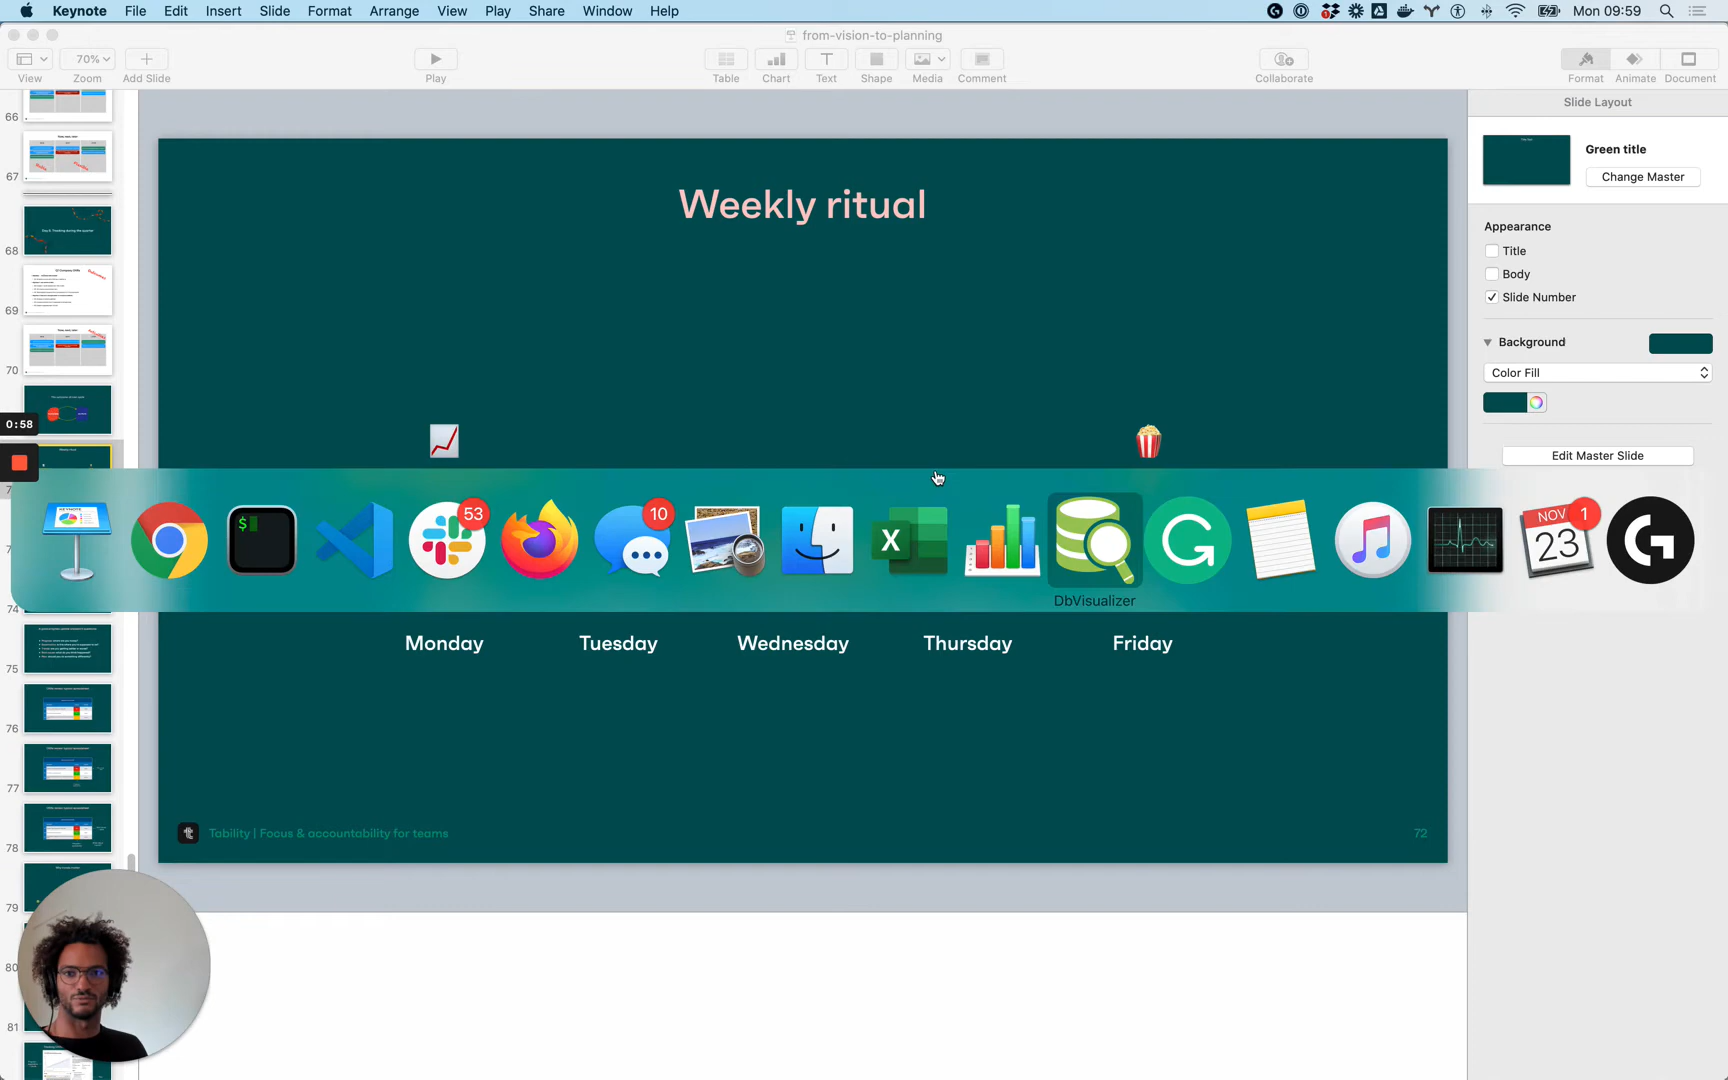 Keynote File Edit Insert Slide Format Arrange View Play Share Window Help Mon 09:59
from-vision-to-planning
70%
View Zoom Add Slide Play Table Chart Text Shape Media Comment Collaborate Format Animate Document
Slide Layout
Green title
Change Master
Appearance
Title
Body
Slide Number
Background
Color Fill
Edit Master Slide
66
67
68
69
70
0:58
74
75
76
77
78
79
80
81
Weekly ritual
$
53
10
NOV
23
1
DbVisualizer
Monday Tuesday Wednesday Thursday Friday
Tability | Focus & accountability for teams
72